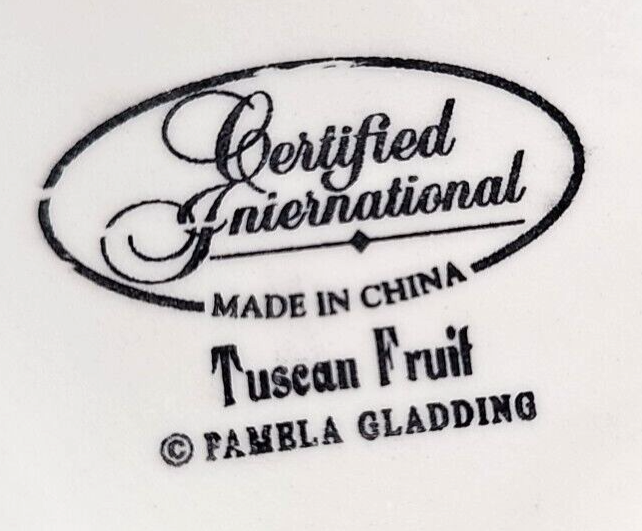 Certified
International
MADE IN CHINA
Tuscan Fruit
© PAMELA GLADDING